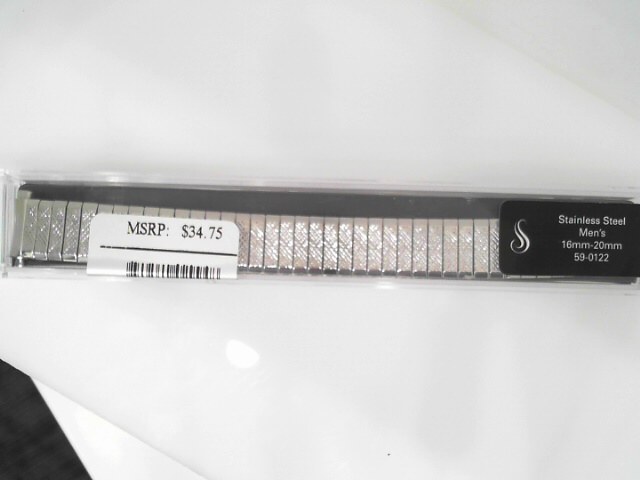 MSRP: $34.75
Stainless Steel
Men's
16mm-20mm
59-0122